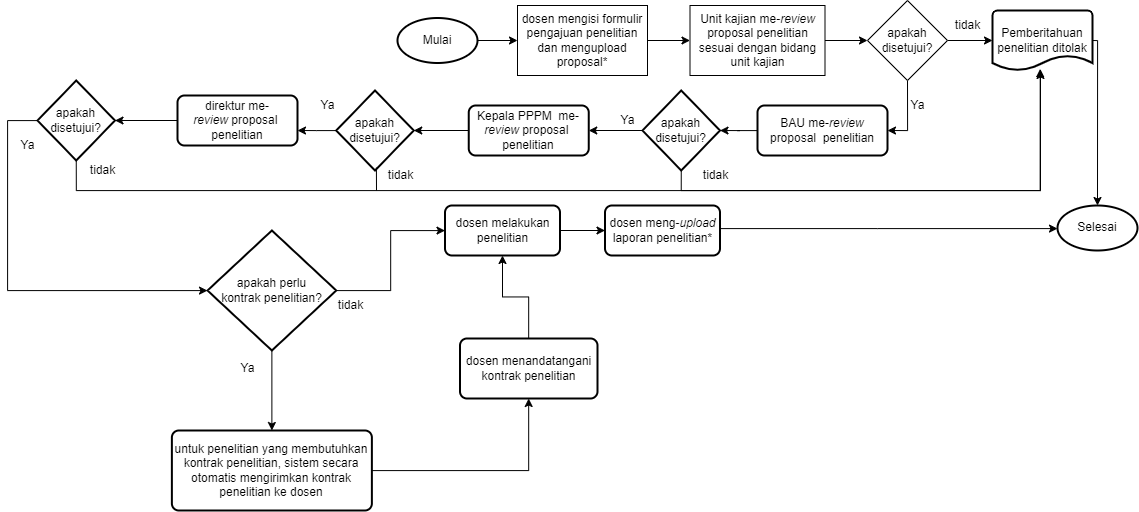 Mulai
dosen mengisi formulir
pengajuan penelitian
dan mengupload
proposal*
Unit kajian me-review
proposal penelitian
sesuai dengan bidang
unit kajian
apakah
disetujui?
tidak
Pemberitahuan
penelitian ditolak
Ya
BAU me-review
proposal penelitian
apakah
disetujui?
Ya
tidak
Kepala PPPM me-
review proposal
penelitian
apakah
disetujui?
Ya
tidak
direktur me-
review proposal
penelitian
apakah
disetujui?
Ya
tidak
apakah perlu
kontrak penelitian?
tidak
Ya
dosen melakukan
penelitian
dosen meng-upload
laporan penelitian*
Selesai
dosen menandatangani
kontrak penelitian
untuk penelitian yang membutuhkan
kontrak penelitian, sistem secara
otomatis mengirimkan kontrak
penelitian ke dosen